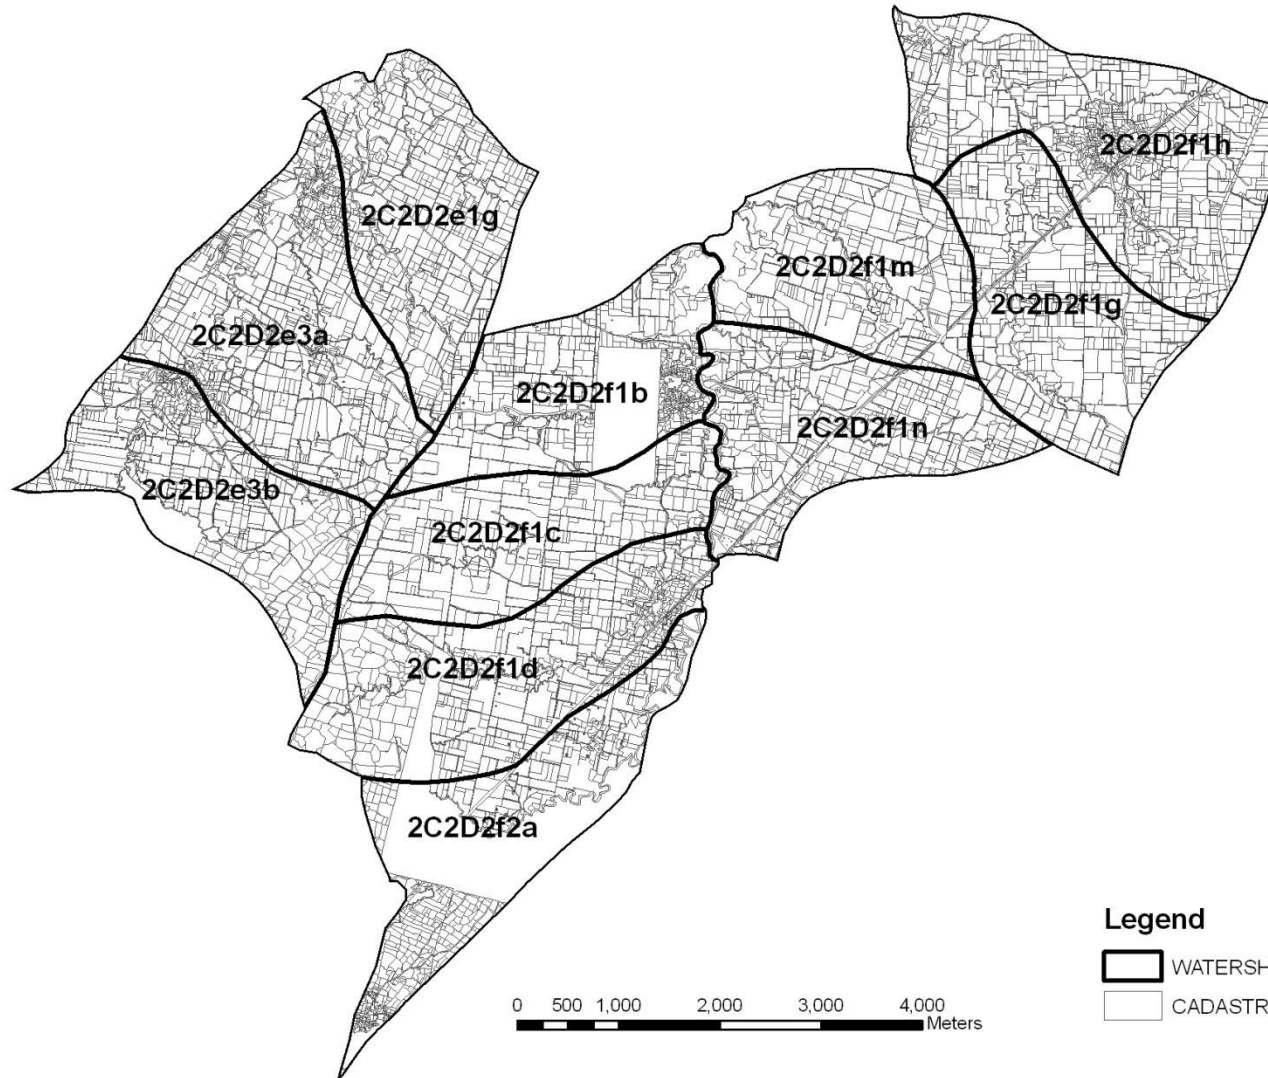 2C2D2f1h
2C2D2e1g
2C2D2f1m
2C2D2f1g
2C2D2e3a
2C2D2f1b
2C2D2f1n
2C2D2e3b
2C2D2f1c
2C2D2f1d
2C2D2f2a
Legend
WATERSH
CADASTR
0 500 1,000 2,000 3,000 4,000
Meters